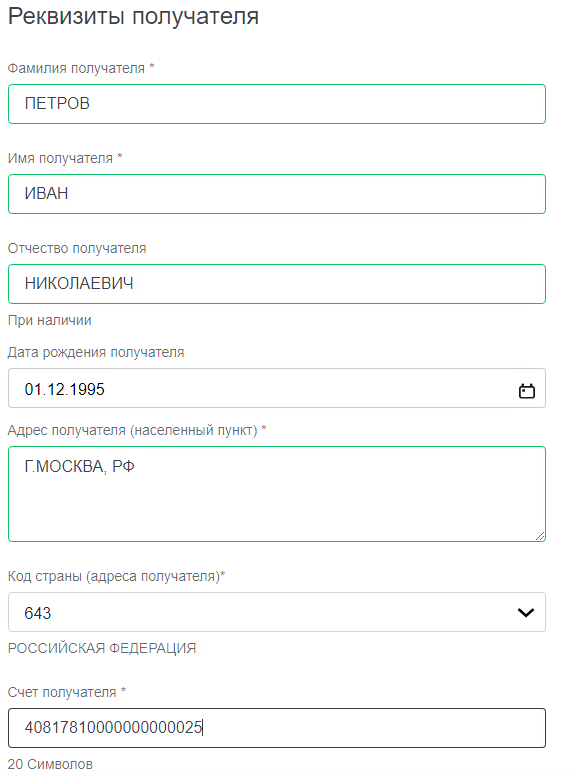 Реквизиты получателя
Фамилия получателя *
ПЕТРОВ
Имя получателя *
ИВАН
Отчество получателя
НИКОЛАЕВИЧ
При наличии
Дата рождения получателя
01.12.1995
Адрес получателя (населенный пункт) *
Г.МОСКВА, РФ
Код страны (адреса получателя)*
643
РОССИЙСКАЯ ФЕДЕРАЦИЯ
Счет получателя *
40817810000000000025
20 Символов